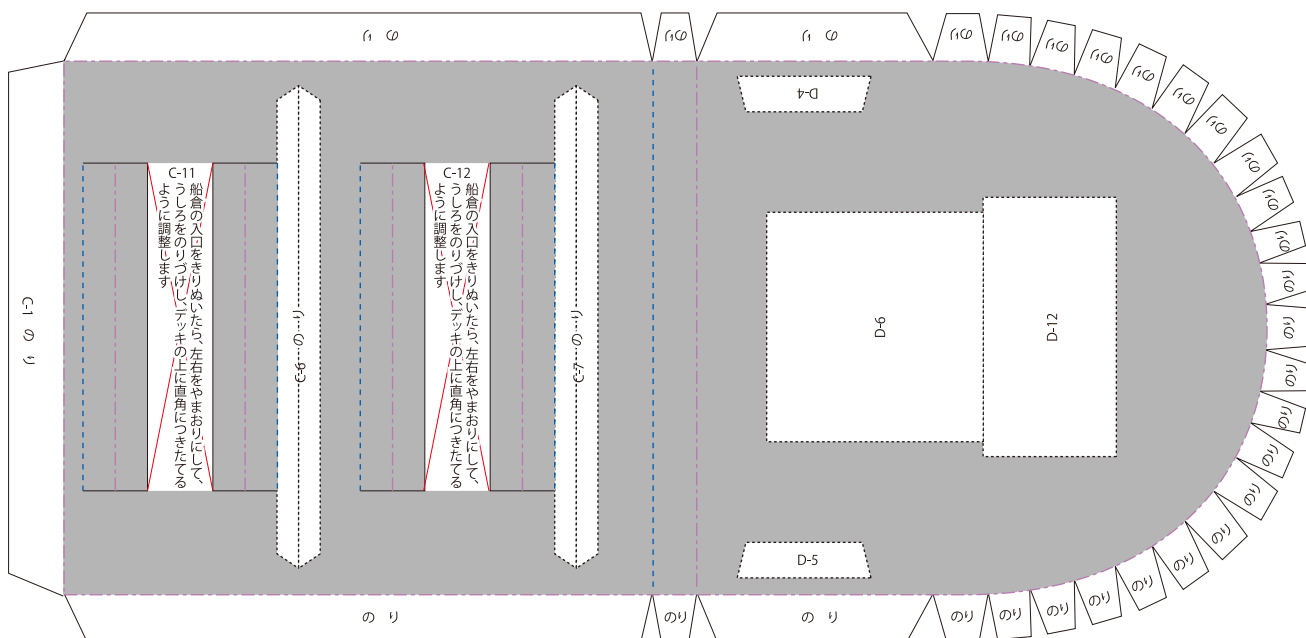 のり
のり
のり
のり
のり
のり
のり
のり
のり
のり
のり
のり
のり
D-4
C-11
船倉の入口をきりぬいたら、左右をやまおりにして、
うしろをのりづけし、デッキの上に直角につきたてる
ように調整します
C-12
船倉の入口をきりぬいたら、左右をやまおりにして、
うしろをのりづけし、デッキの上に直角につきたてる
ように調整します
C-1 のり
C-6 のり
C-7 のり
D-6
D-12
のり
のり
のり
のり
のり
のり
のり
D-5
のり
のり
のり
のり
のり
のり
のり
のり
のり